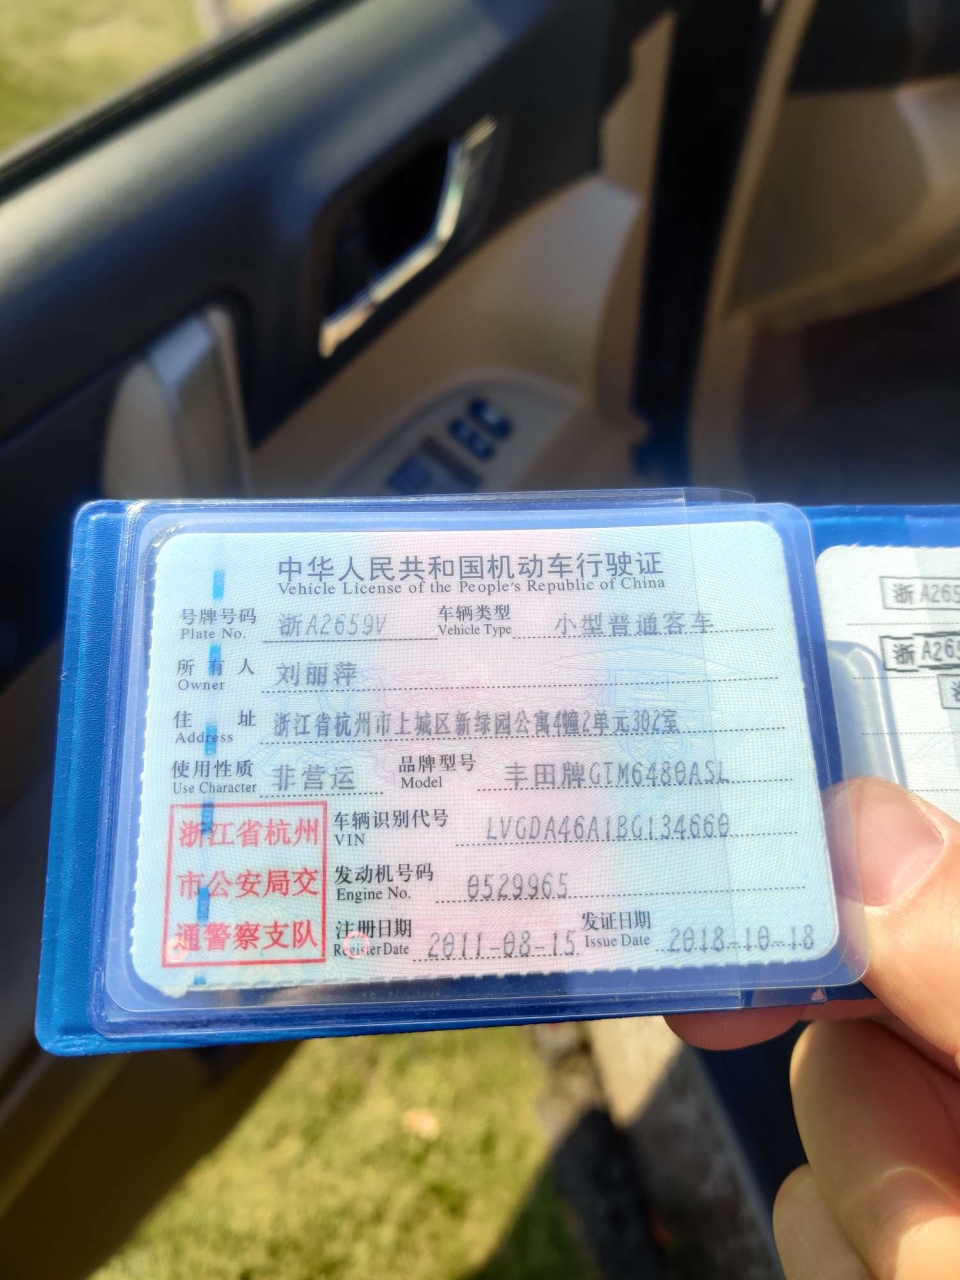 中华人民共和国机动车行驶证
Vehicle License of the People's Republic of China
号牌号码 Plate No. 浙A2659V 车辆类型 Vehicle Type 小型普通客车
所有人 Owner 刘丽萍
住址 Address 浙江省杭州市上城区新绿园公寓4幢2单元302室
使用性质 Use Character 非营运 品牌型号 Model 丰田牌GTM6480ASL
浙江省杭州市公安局交通警察支队
车辆识别代号 VIN LVGDA46A1BG134660
发动机号码 Engine No. 0529965
注册日期 Register Date 2011-08-15 发证日期 Issue Date 2018-10-18
浙A265
浙A265